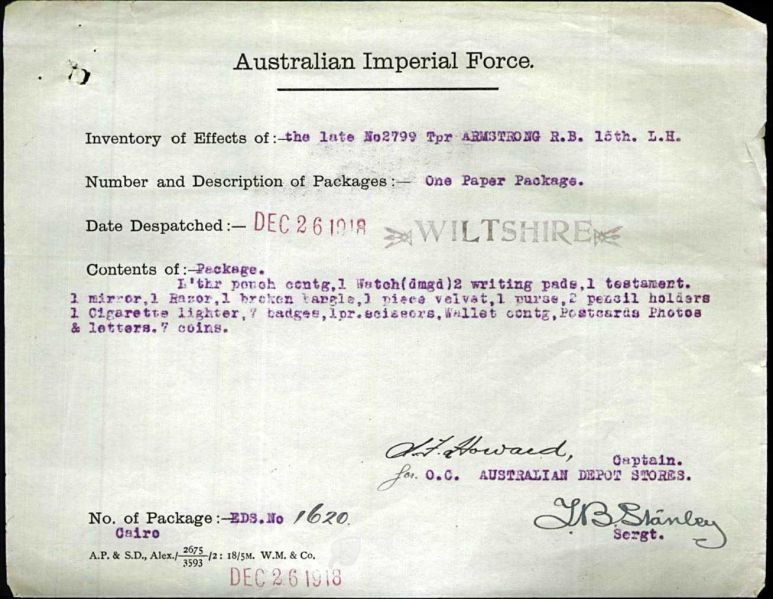 Australian Imperial Force.
Inventory of Effects of:- the late No2799 Tpr ARMSTRONG R.B. 15th. L.H.
Number and Description of Packages:— One Paper Package.
Date Despatched:— DEC 26 1918 WILTSHIRE
Contents of:- Package.
L'thr pouch contg,1 Watch(dmgd)2 writing pads,1 testament.
1 mirror,1 Razor,1 broken bangle,1 piece velvet,1 purse,2 pencil holders
1 Cigarette lighter,7 badges,1pr.scissors,Wallet contg,Postcards Photos
& letters.7 coins.
Howard, Captain.
for O.C. AUSTRALIAN DEPOT STORES.
No. of Package:- EDS.No 1620.
Stanley
Cairo
Sergt.
A.P. & S.D., Alex./2675/3593/2: 18/5M. W.M. & Co.
DEC 26 1918